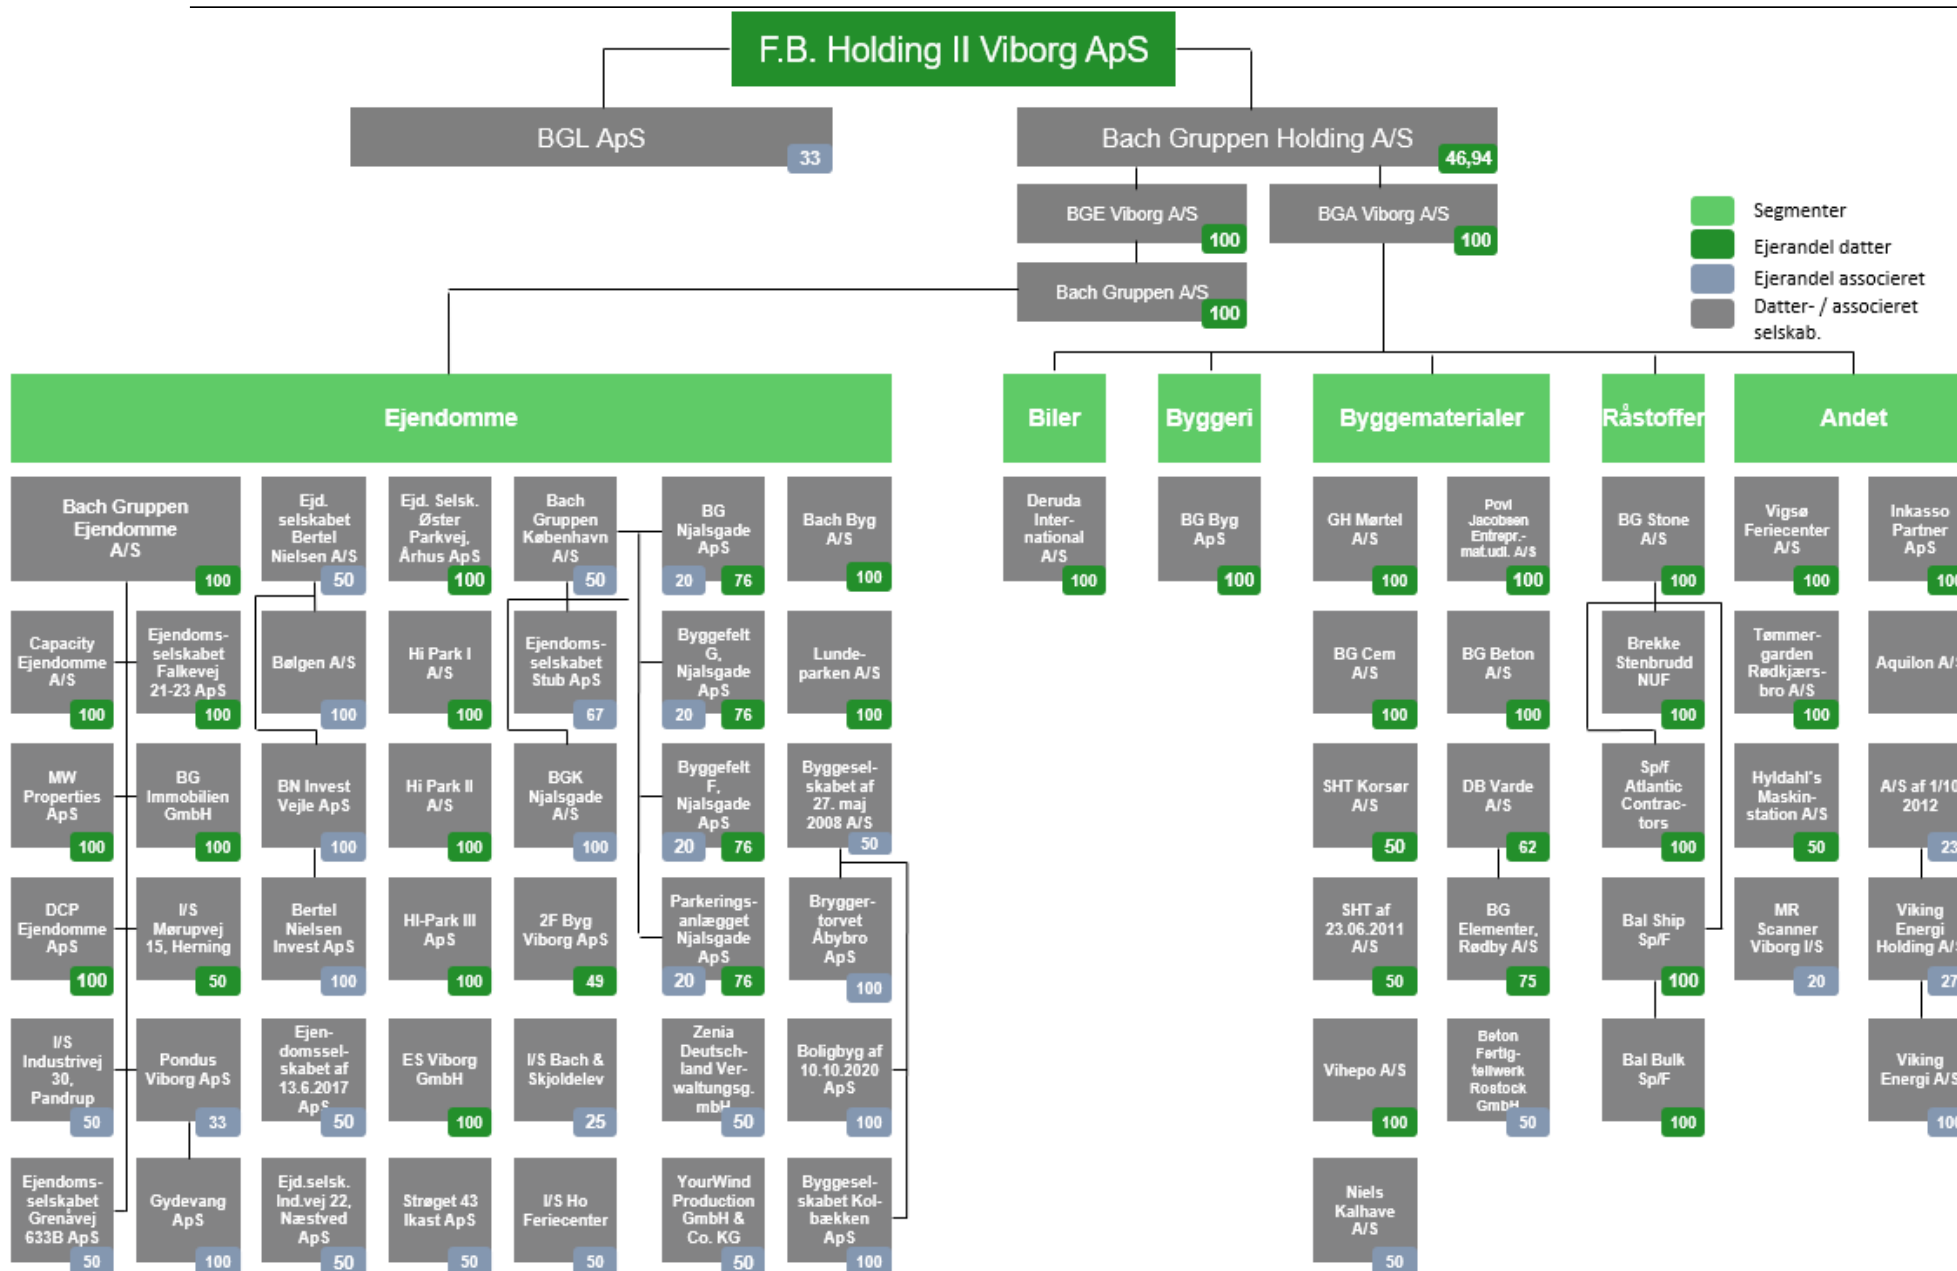 F.B. Holding II Viborg ApS
BGL ApS
33
Bach Gruppen Holding A/S
46,94
BGE Viborg A/S
100
BGA Viborg A/S
100
Bach Gruppen A/S
100
Segmenter
Ejerandel datter
Ejerandel associeret
Datter- / associeret
selskab.
Ejendomme
Biler
Byggeri
Byggematerialer
Råstoffer
Andet
Bach Gruppen
Ejendomme
A/S
100
Ejd.
selskabet
Bertel
Nielsen A/S
50
Ejd. Selsk.
Øster
Parkvej,
Århus ApS
100
Bach
Gruppen
København
A/S
50
BG
Njalsgade
ApS
20
76
Bach Byg
A/S
100
Deruda
Inter-
national
A/S
100
BG Byg
ApS
100
GH Mørtel
A/S
100
Povl
Jacobsen
Entrepr.-
mat.udl. A/S
100
BG Stone
A/S
100
Vigsø
Feriecenter
A/S
100
Inkasso
Partner
ApS
100
Capacity
Ejendomme
A/S
100
Ejendoms-
selskabet
Falkevej
21-23 ApS
100
Bølgen A/S
100
Hi Park I
A/S
100
Ejendoms-
selskabet
Stub ApS
67
Byggefelt
G,
Njalsgade
ApS
20
76
Lunde-
parken A/S
100
BG Cem
A/S
100
BG Beton
A/S
100
Brekke
Stenbrudd
NUF
100
Tømmer-
garden
Rødkjærs-
bro A/S
100
Aquilon A/S
MW
Properties
ApS
100
BG
Immobilien
GmbH
100
BN Invest
Vejle ApS
100
Hi Park II
A/S
100
BGK
Njalsgade
A/S
100
Byggefelt
F,
Njalsgade
ApS
20
76
Byggesel-
skabet af
27. maj
2008 A/S
50
SHT Korsør
A/S
50
DB Varde
A/S
62
Sp/f
Atlantic
Contrac-
tors
100
Hyldahl's
Maskin-
station A/S
50
A/S af 1/10
2012
23
DCP
Ejendomme
ApS
100
I/S
Mørupvej
15, Herning
50
Bertel
Nielsen
Invest ApS
100
HI-Park III
ApS
100
2F Byg
Viborg ApS
49
Parkerings-
anlægget
Njalsgade
ApS
20
76
Brygger-
torvet
Åbybro
ApS
100
SHT af
23.06.2011
A/S
50
BG
Elementer,
Rødby A/S
75
Bal Ship
Sp/F
100
MR
Scanner
Viborg I/S
20
Viking
Energi
Holding A/S
27
I/S
Industrivej
30,
Pandrup
50
Pondus
Viborg ApS
33
Ejen-
domssel-
skabet af
13.6.2017
ApS
50
ES Viborg
GmbH
100
I/S Bach &
Skjoldelev
25
Zenia
Deutsch-
land Ver-
waltungsg.
mbH
50
Boligbyg af
10.10.2020
ApS
100
Vihepo A/S
100
Beton
Fertig-
teilwerk
Rostock
GmbH
50
Bal Bulk
Sp/F
100
Viking
Energi A/S
100
Ejendoms-
selskabet
Grenåvej
633B ApS
50
Gydevang
ApS
100
Ejd.selsk.
Ind.vej 22,
Næstved
ApS
50
Strøget 43
Ikast ApS
50
I/S Ho
Feriecenter
50
YourWind
Production
GmbH &
Co. KG
50
Byggesel-
skabet Kol-
bækken
ApS
100
Niels
Kalhave
A/S
50